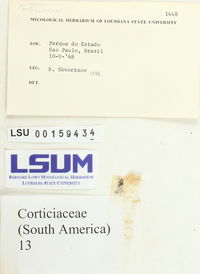 1448
MYCOLOGICAL HERBARIUM OF LOUISIANA STATE UNIVERSITY
LOC. Parque do Estado
Sao Paulo, Brazil
10-V-'68
LEG. B. Skvortzov
DET.
LSU 00159434
LSUM
BERNARD LOWY MYCOLOGICAL HERBARIUM
LOUISIANA STATE UNIVERSITY
Corticiaceae
(South America)
13